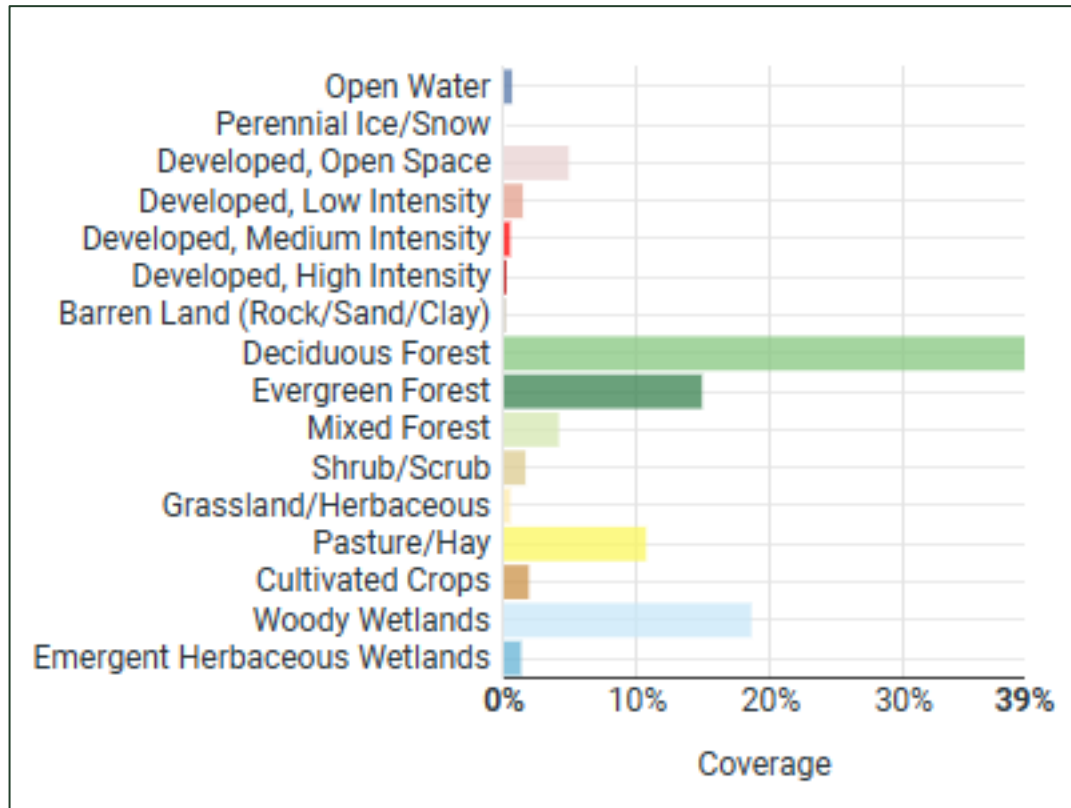 Open Water
Perennial Ice/Snow
Developed, Open Space
Developed, Low Intensity
Developed, Medium Intensity
Developed, High Intensity
Barren Land (Rock/Sand/Clay)
Deciduous Forest
Evergreen Forest
Mixed Forest
Shrub/Scrub
Grassland/Herbaceous
Pasture/Hay
Cultivated Crops
Woody Wetlands
Emergent Herbaceous Wetlands
0% 10% 20% 30% 39%
Coverage